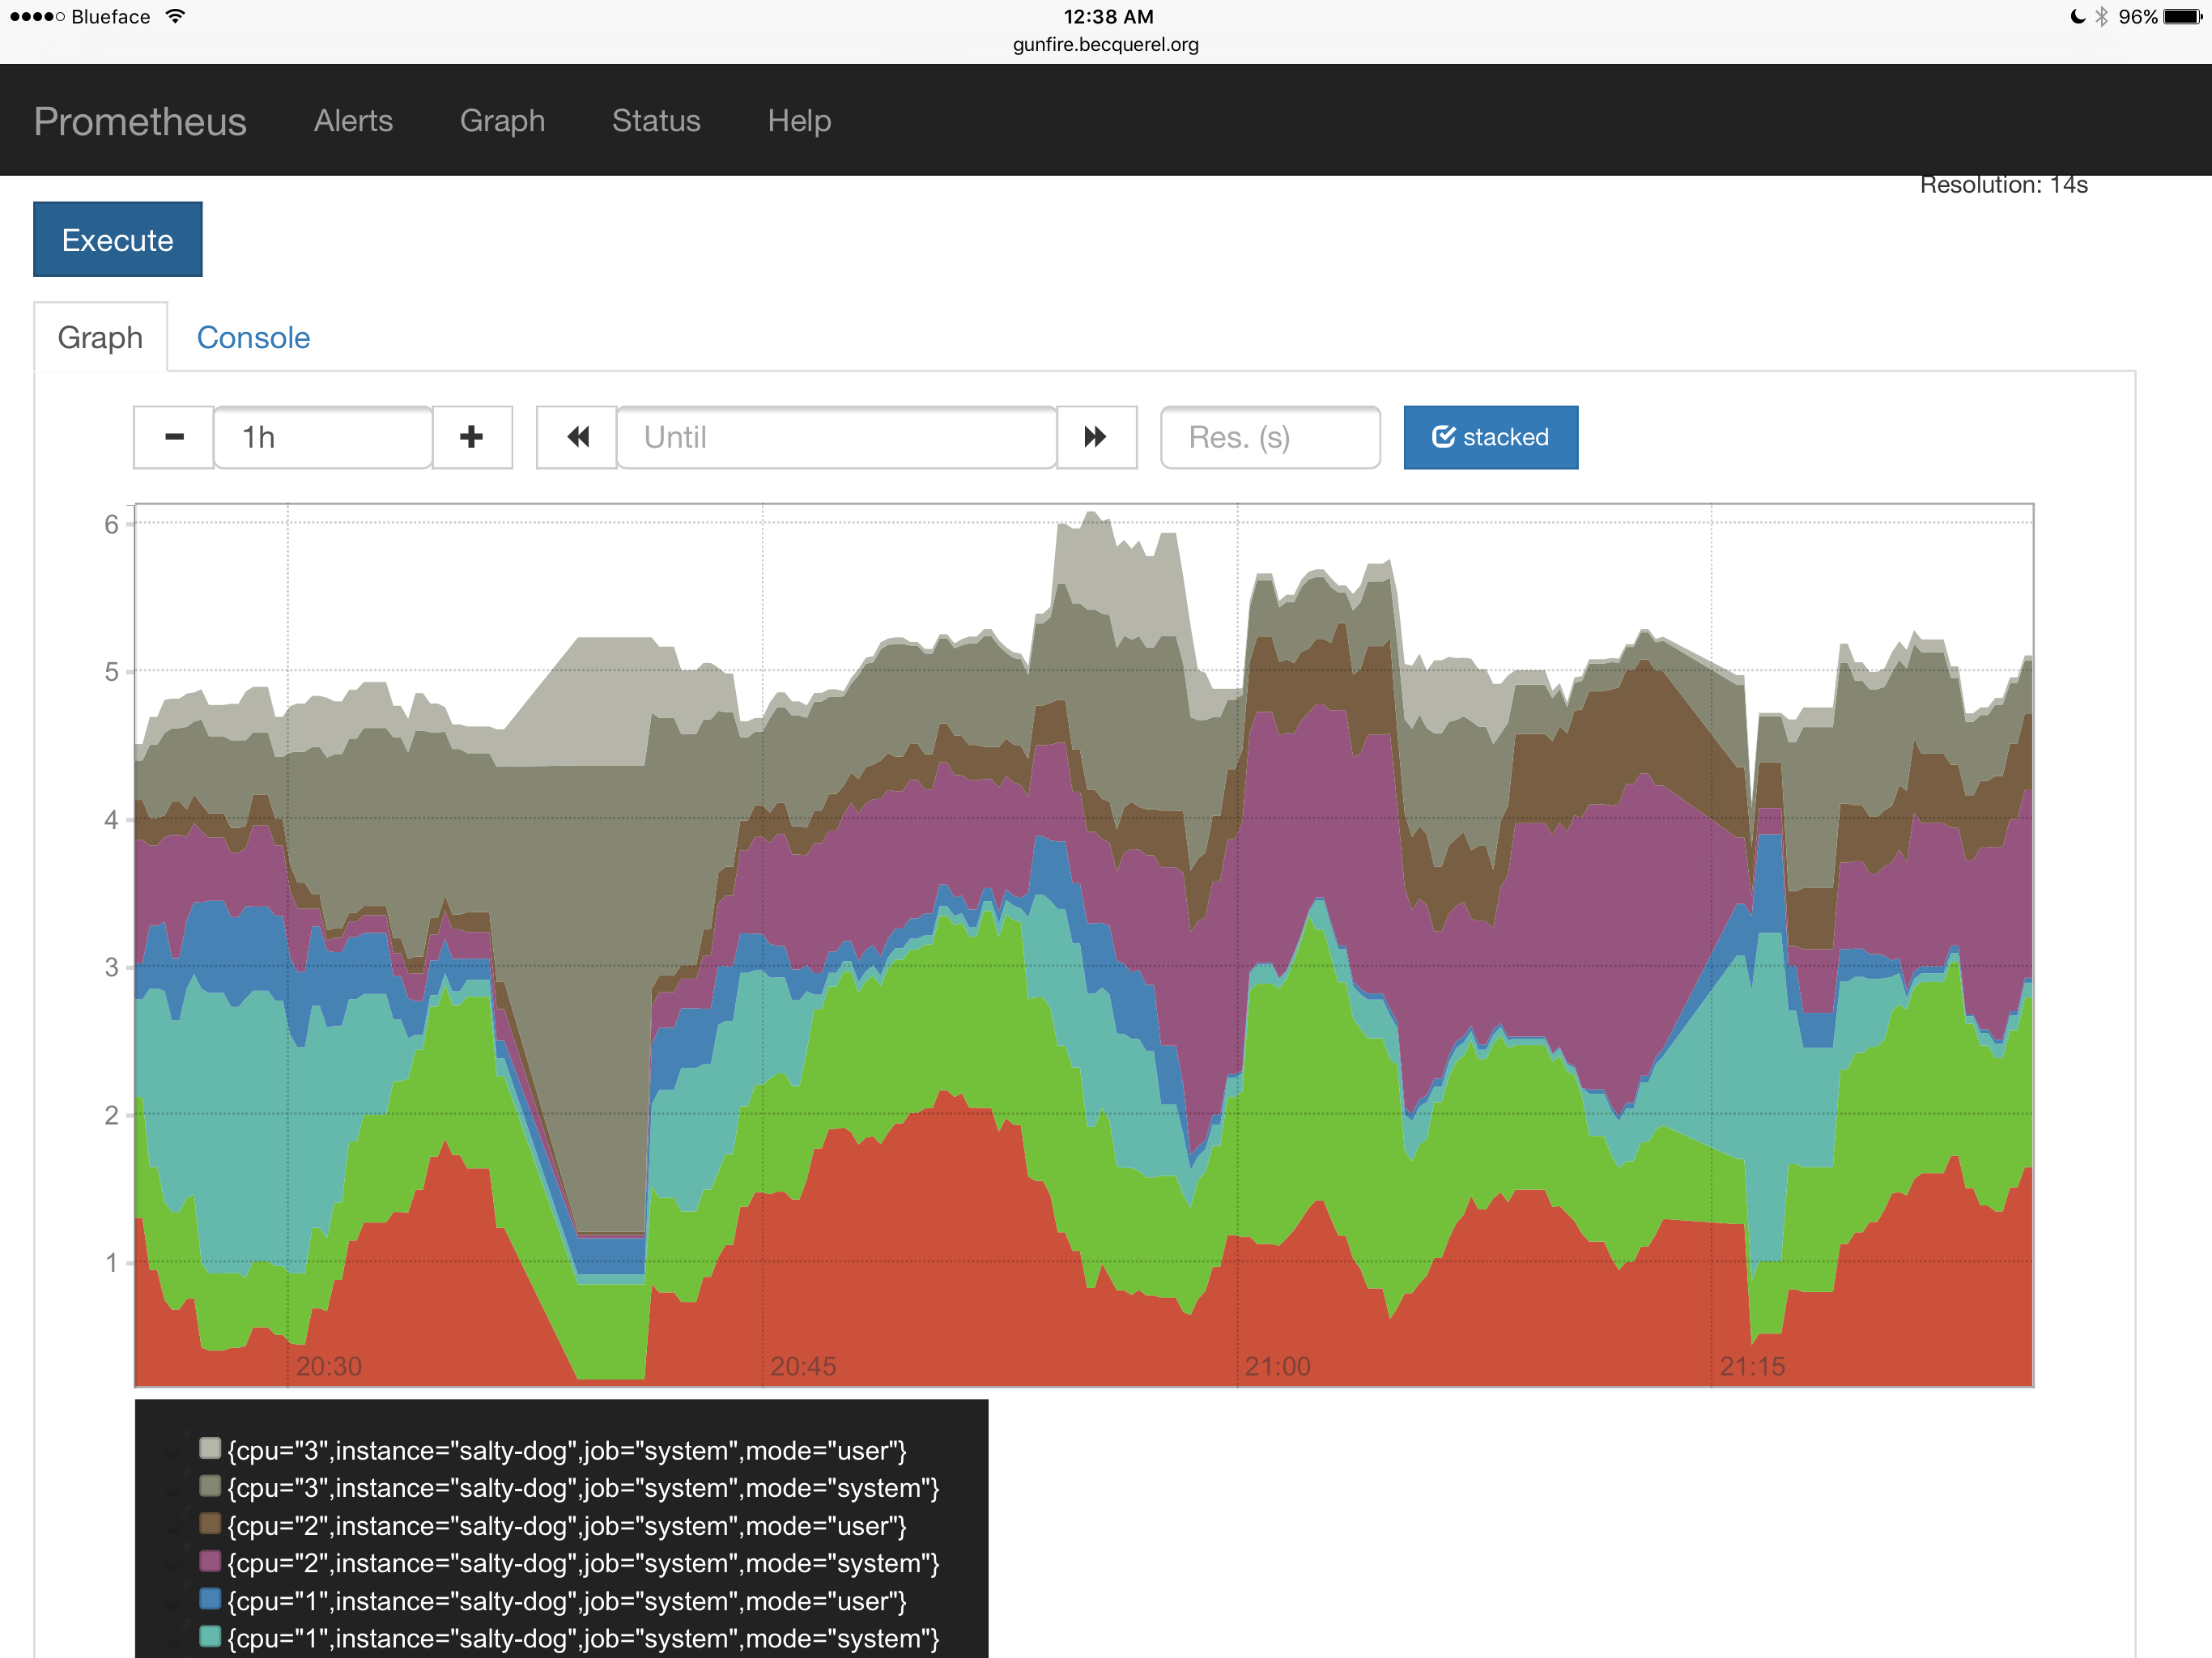 Blueface 12:38 AM 96%
gunfire.becquerel.org
Prometheus Alerts Graph Status Help
Resolution: 14s
Execute
Graph Console
1h Until Res. (s) stacked
6
5
4
3
2
1
20:30 20:45 21:00 21:15
{cpu="3",instance="salty-dog",job="system",mode="user"}
{cpu="3",instance="salty-dog",job="system",mode="system"}
{cpu="2",instance="salty-dog",job="system",mode="user"}
{cpu="2",instance="salty-dog",job="system",mode="system"}
{cpu="1",instance="salty-dog",job="system",mode="user"}
{cpu="1",instance="salty-dog",job="system",mode="system"}